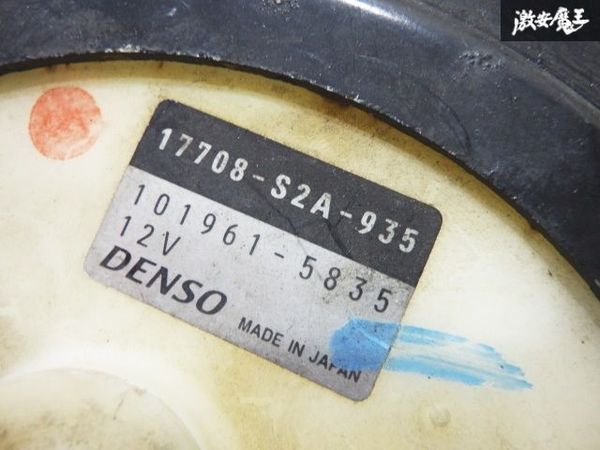 激安魔王
17708-S2A-935
101961-5835
12V
DENSO
MADE IN JAPAN